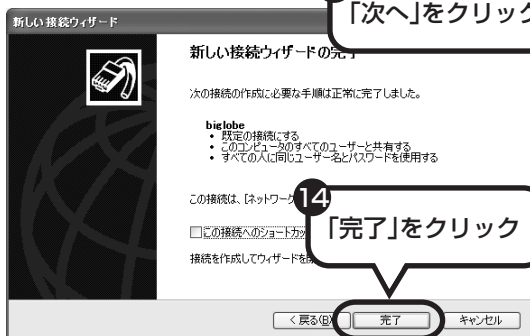 「次へ」をクリック
新しい接続ウィザード
新しい接続ウィザードの完了
次の接続の作成に必要な手順は正常に完了しました。
biglobe
• 既定の接続にする
• このコンピュータのすべてのユーザーと共有する
• すべての人に同じユーザー名とパスワードを使用する
この接続は、[ネットワーク
14
「完了」をクリック
この接続へのショートカッ
接続を作成してウィザードを
< 戻る(B)
完了
キャンセル